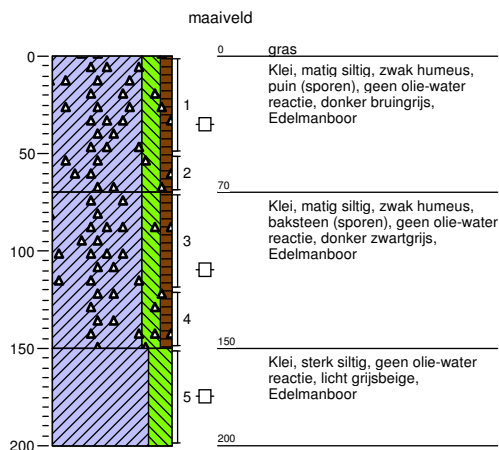 maaiveld
0
0
gras
Klei, matig siltig, zwak humeus,
puin (sporen), geen olie-water
reactie, donker bruingrijs,
Edelmanboor
1
50
2
70
Klei, matig siltig, zwak humeus,
baksteen (sporen), geen olie-water
reactie, donker zwartgrijs,
Edelmanboor
3
100
4
150
150
Klei, sterk siltig, geen olie-water
reactie, licht grijsbeige,
Edelmanboor
5
200
200